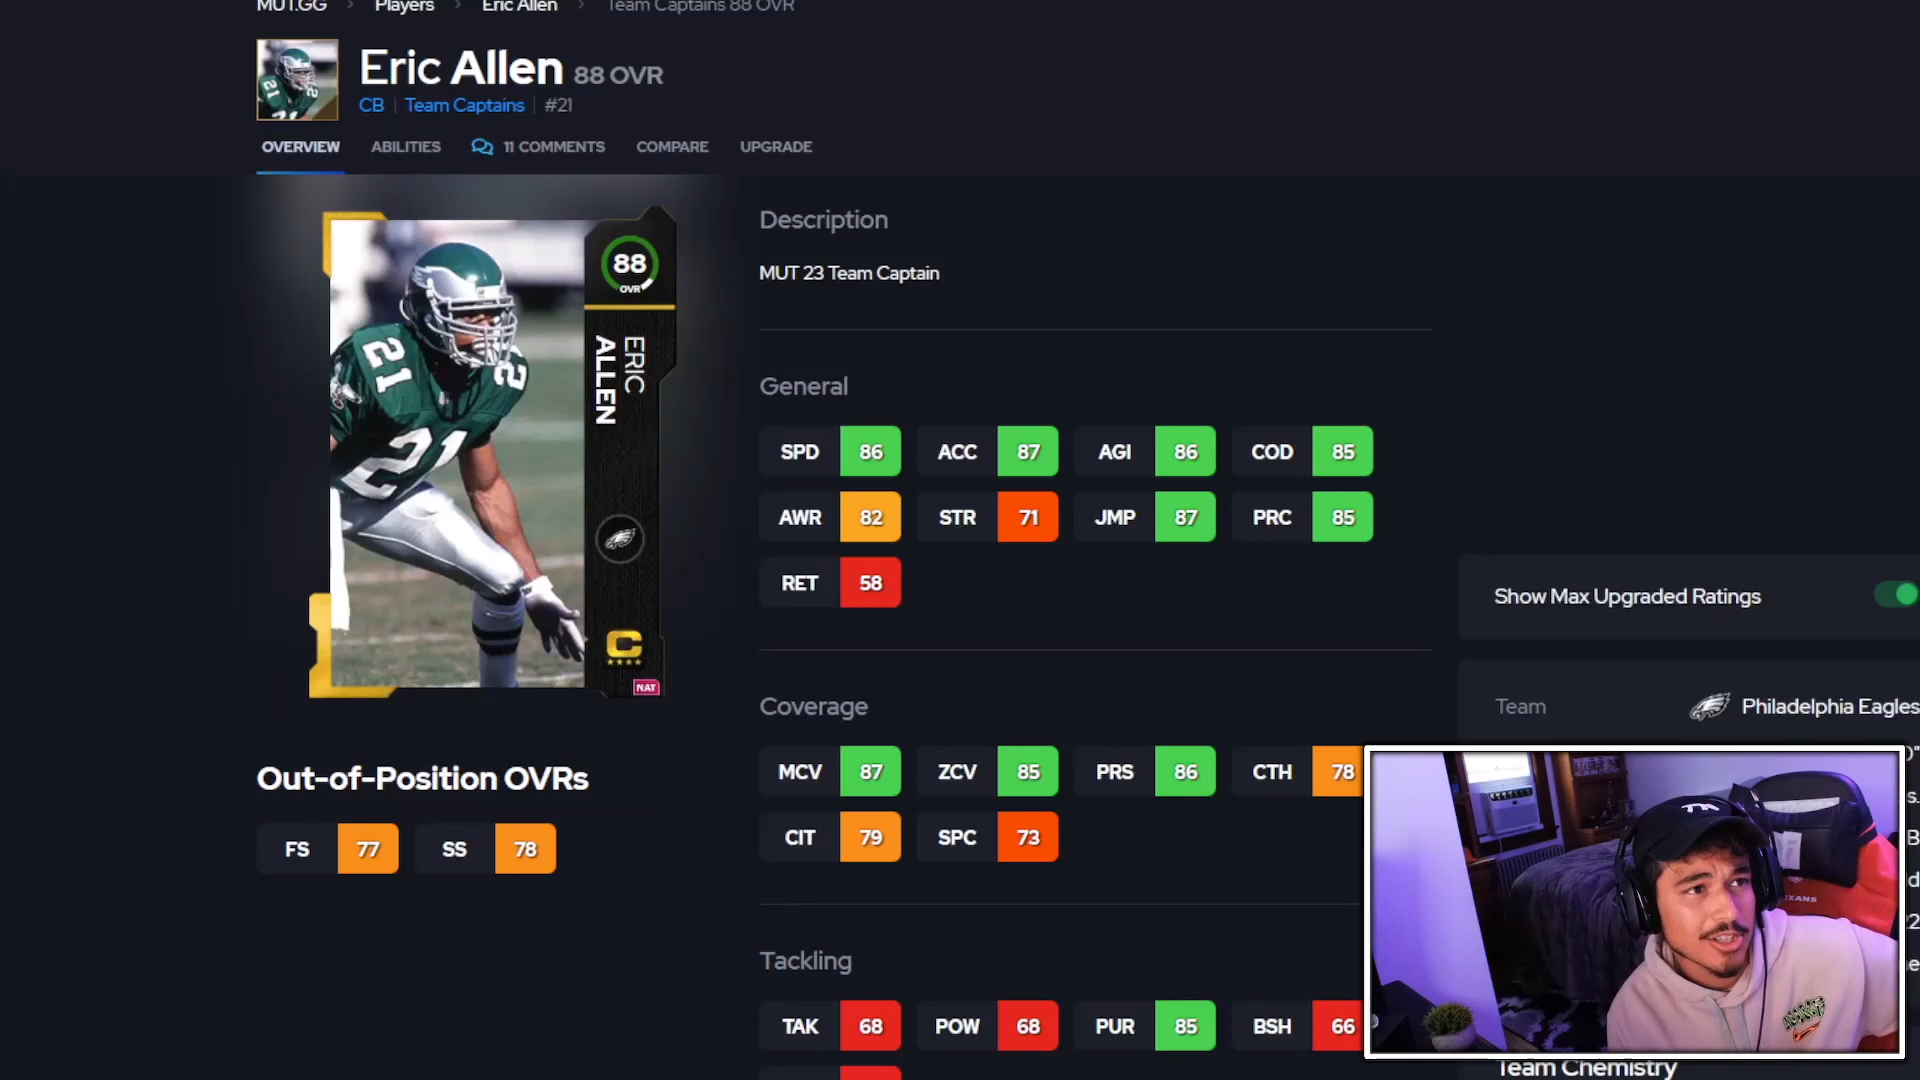 MUT.GG > Players > Eric Allen > Team Captains 88 OVR
Eric Allen 88 OVR
CB | Team Captains | #21
OVERVIEW ABILITIES 11 COMMENTS COMPARE UPGRADE
88
OVR
ERIC
ALLEN
21
2
21
C
NAT
Out-of-Position OVRs
FS 77 SS 78
Description
MUT 23 Team Captain
General
SPD 86 ACC 87 AGI 86 COD 85
AWR 82 STR 71 JMP 87 PRC 85
RET 58
Coverage
MCV 87 ZCV 85 PRS 86 CTH 78
CIT 79 SPC 73
Tackling
TAK 68 POW 68 PUR 85 BSH 66
Show Max Upgraded Ratings
Team Philadelphia Eagles
Team Chemistry
TEXANS